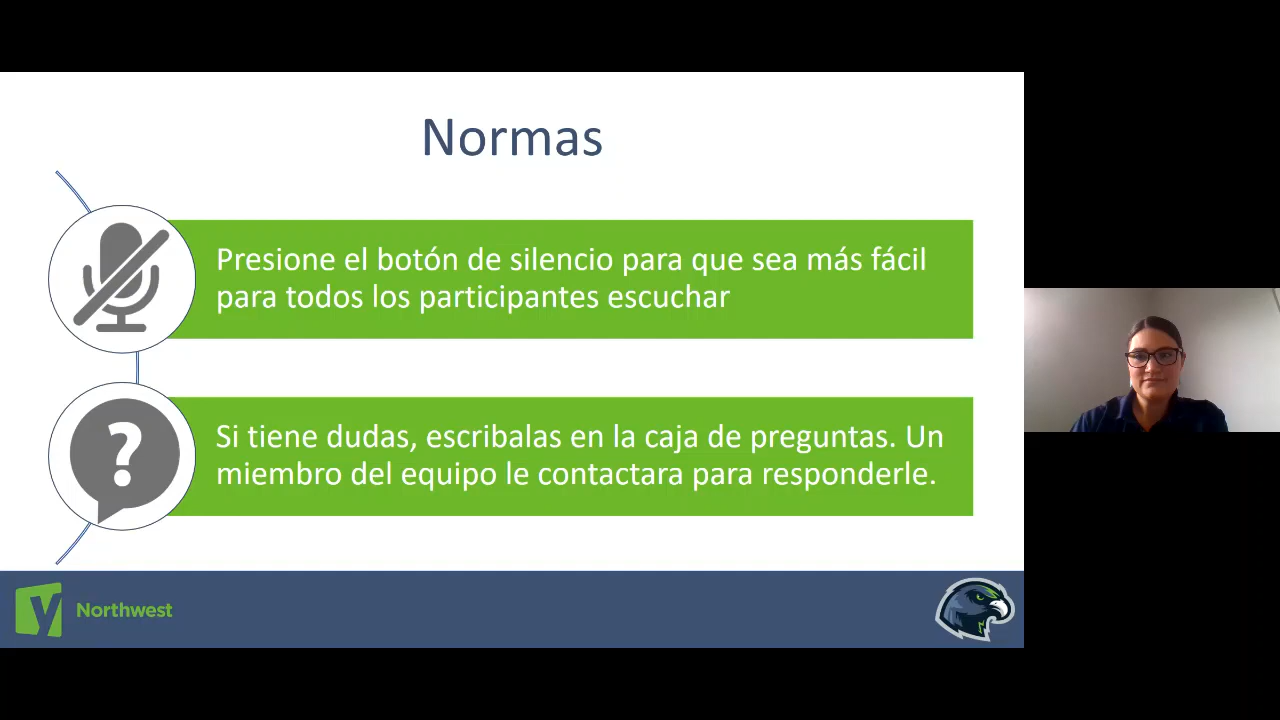 Normas
Presione el botón de silencio para que sea más fácil
para todos los participantes escuchar
?
Si tiene dudas, escribalas en la caja de preguntas. Un
miembro del equipo le contactara para responderle.
y Northwest